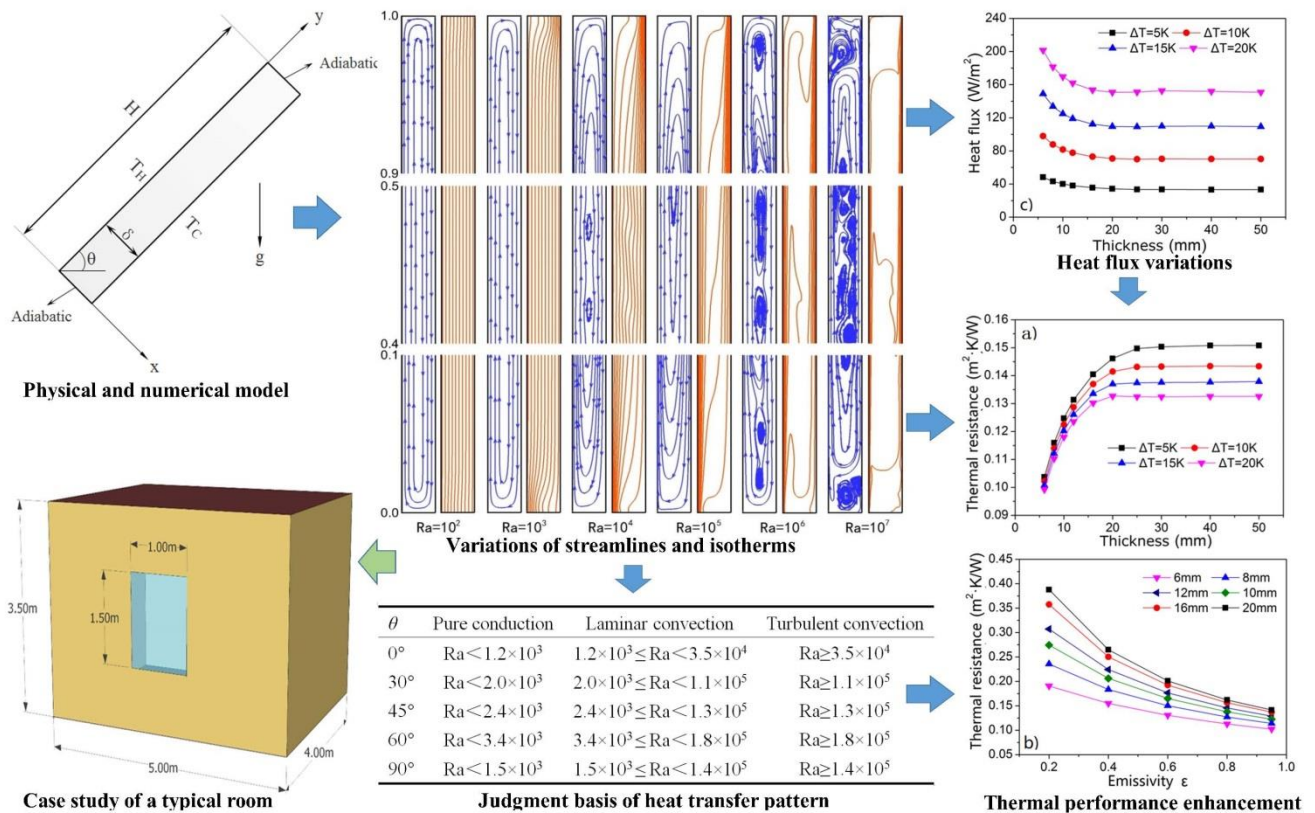 y
Adiabatic
H
T_H
T_C
δ
θ
g
Adiabatic
x
Physical and numerical model
1.0
0.9
0.5
0.4
0.1
0.0
Ra=10² Ra=10³ Ra=10⁴ Ra=10⁵ Ra=10⁶ Ra=10⁷
Variations of streamlines and isotherms
Heat flux (W/m²)
240
200
160
120
80
40
0
ΔT=5K ΔT=10K
ΔT=15K ΔT=20K
c)
0 10 20 30 40 50
Thickness (mm)
Heat flux variations
Thermal resistance (m²·K/W)
0.16
0.15
0.14
0.13
0.12
0.11
0.10
0.09
a)
ΔT=5K ΔT=10K
ΔT=15K ΔT=20K
0 10 20 30 40 50
Thickness (mm)
3.50m
1.00m
1.50m
4.00m
5.00m
Case study of a typical room
θ Pure conduction Laminar convection Turbulent convection
0° Ra<1.2×10³ 1.2×10³≤Ra<3.5×10⁴ Ra≥3.5×10⁴
30° Ra<2.0×10³ 2.0×10³≤Ra<1.1×10⁵ Ra≥1.1×10⁵
45° Ra<2.4×10³ 2.4×10³≤Ra<1.3×10⁵ Ra≥1.3×10⁵
60° Ra<3.4×10³ 3.4×10³≤Ra<1.8×10⁵ Ra≥1.8×10⁵
90° Ra<1.5×10³ 1.5×10³≤Ra<1.4×10⁵ Ra≥1.4×10⁵
Judgment basis of heat transfer pattern
Thermal resistance (m²·K/W)
0.45
0.40
0.35
0.30
0.25
0.20
0.15
0.10
0.05
6mm 8mm
12mm 10mm
16mm 20mm
b)
0.2 0.4 0.6 0.8 1.0
Emissivity ε
Thermal performance enhancement